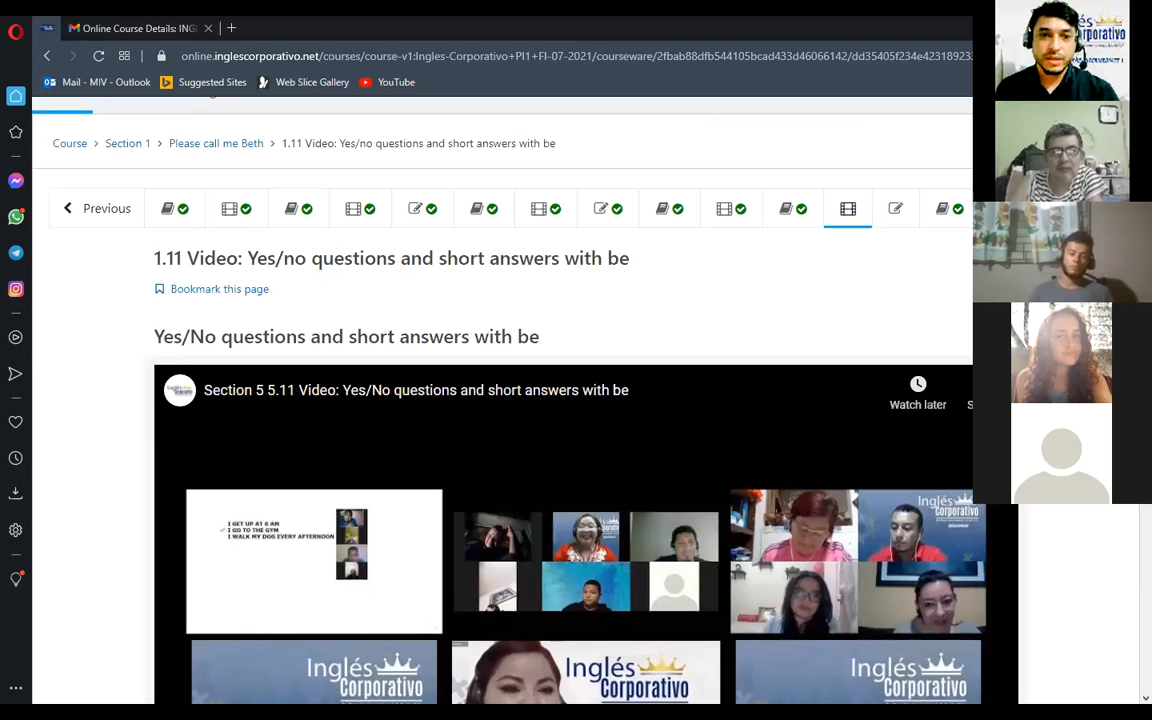 Online Course Details: ING
online.inglescorporativo.net/courses/course-v1:Ingles-Corporativo+PI1+FI-07-2021/courseware/2fbab88dfb544105bcad433d46066142/dd35405f234e42318923
Mail - MIV - Outlook
Suggested Sites
Web Slice Gallery
YouTube
Course > Section 1 > Please call me Beth > 1.11 Video: Yes/no questions and short answers with be
Previous
1.11 Video: Yes/no questions and short answers with be
Bookmark this page
Yes/No questions and short answers with be
Section 5 5.11 Video: Yes/No questions and short answers with be
Watch later
S
I GET UP AT 6 AM
I GO TO THE GYM
I WALK MY DOG EVERY AFTERNOON
Inglés
Corporativo
Inglés
Corporativo
Inglés
Corporativo
Inglés
Corporativo